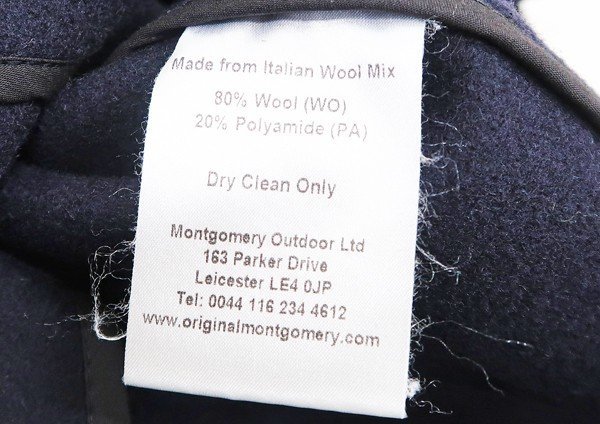 Made from Italian Wool Mix
80% Wool (WO)
20% Polyamide (PA)
Dry Clean Only
Montgomery Outdoor Ltd
163 Parker Drive
Leicester LE4 0JP
Tel: 0044 116 234 4612
www.originalmontgomery.com